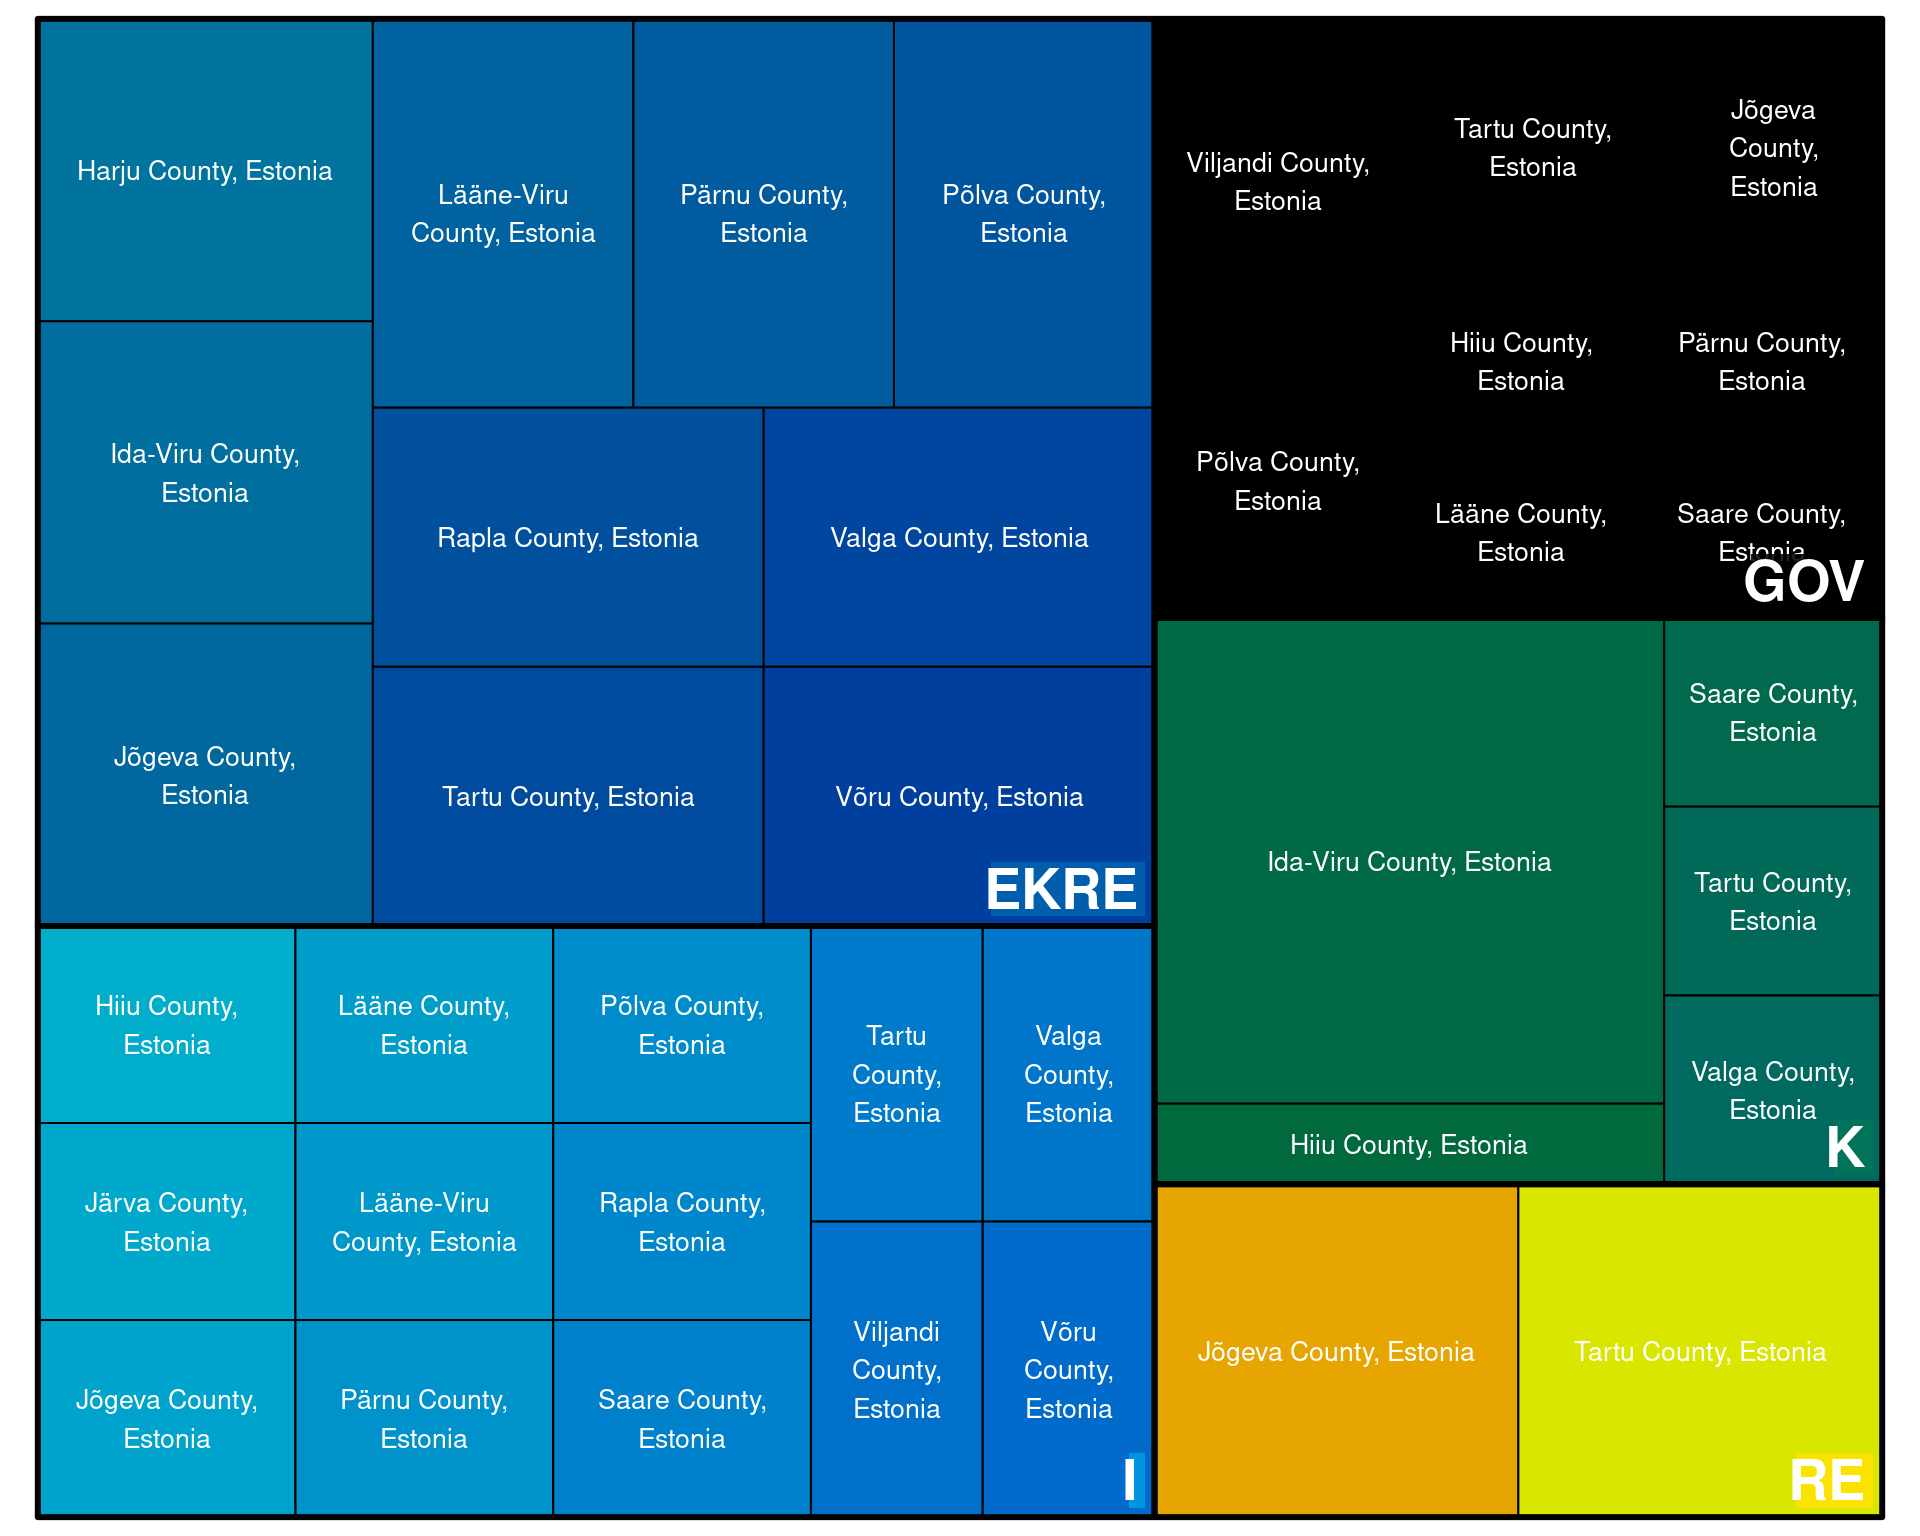 Harju County, Estonia
Lääne-Viru
County, Estonia
Pärnu County,
Estonia
Põlva County,
Estonia
Ida-Viru County,
Estonia
Rapla County, Estonia
Valga County, Estonia
Jõgeva County,
Estonia
Tartu County, Estonia
Võru County, Estonia
EKRE
Viljandi County,
Estonia
Tartu County,
Estonia
Jõgeva
County,
Estonia
Hiiu County,
Estonia
Pärnu County,
Estonia
Põlva County,
Estonia
Lääne County,
Estonia
Saare County,
Estonia
GOV
Hiiu County,
Estonia
Lääne County,
Estonia
Põlva County,
Estonia
Tartu
County,
Estonia
Valga
County,
Estonia
Järva County,
Estonia
Lääne-Viru
County, Estonia
Rapla County,
Estonia
Jõgeva County,
Estonia
Pärnu County,
Estonia
Saare County,
Estonia
Viljandi
County,
Estonia
Võru
County,
Estonia
I
Ida-Viru County, Estonia
Saare County,
Estonia
Tartu County,
Estonia
Valga County,
Estonia
Hiiu County, Estonia
K
Jõgeva County, Estonia
Tartu County, Estonia
RE